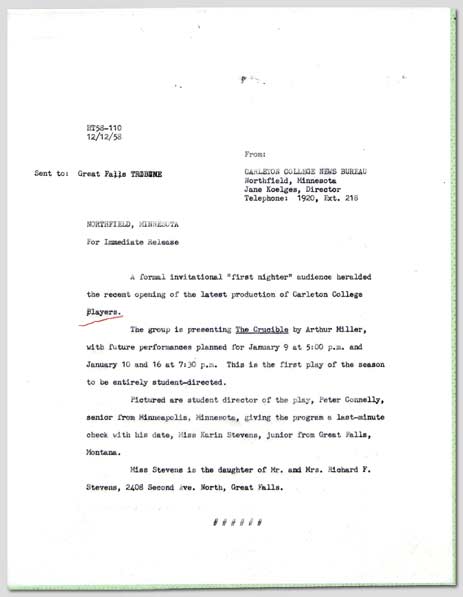 HT58-110
12/12/58
From:
Sent to: Great Falls TRIBUNE
CARLETON COLLEGE NEWS BUREAU
Northfield, Minnesota
Jane Koelges, Director
Telephone: 1920, Ext. 218
NORTHFIELD, MINNESOTA
For Immediate Release
A formal invitational "first nighter" audience heralded
the recent opening of the latest production of Carleton College
Players.
The group is presenting The Crucible by Arthur Miller,
with future performances planned for January 9 at 5:00 p.m. and
January 10 and 16 at 7:30 p.m. This is the first play of the season
to be entirely student-directed.
Pictured are student director of the play, Peter Connelly,
senior from Minneapolis, Minnesota, giving the program a last-minute
check with his date, Miss Karin Stevens, junior from Great Falls,
Montana.
Miss Stevens is the daughter of Mr. and Mrs. Richard F.
Stevens, 2408 Second Ave. North, Great Falls.
# # # # # #